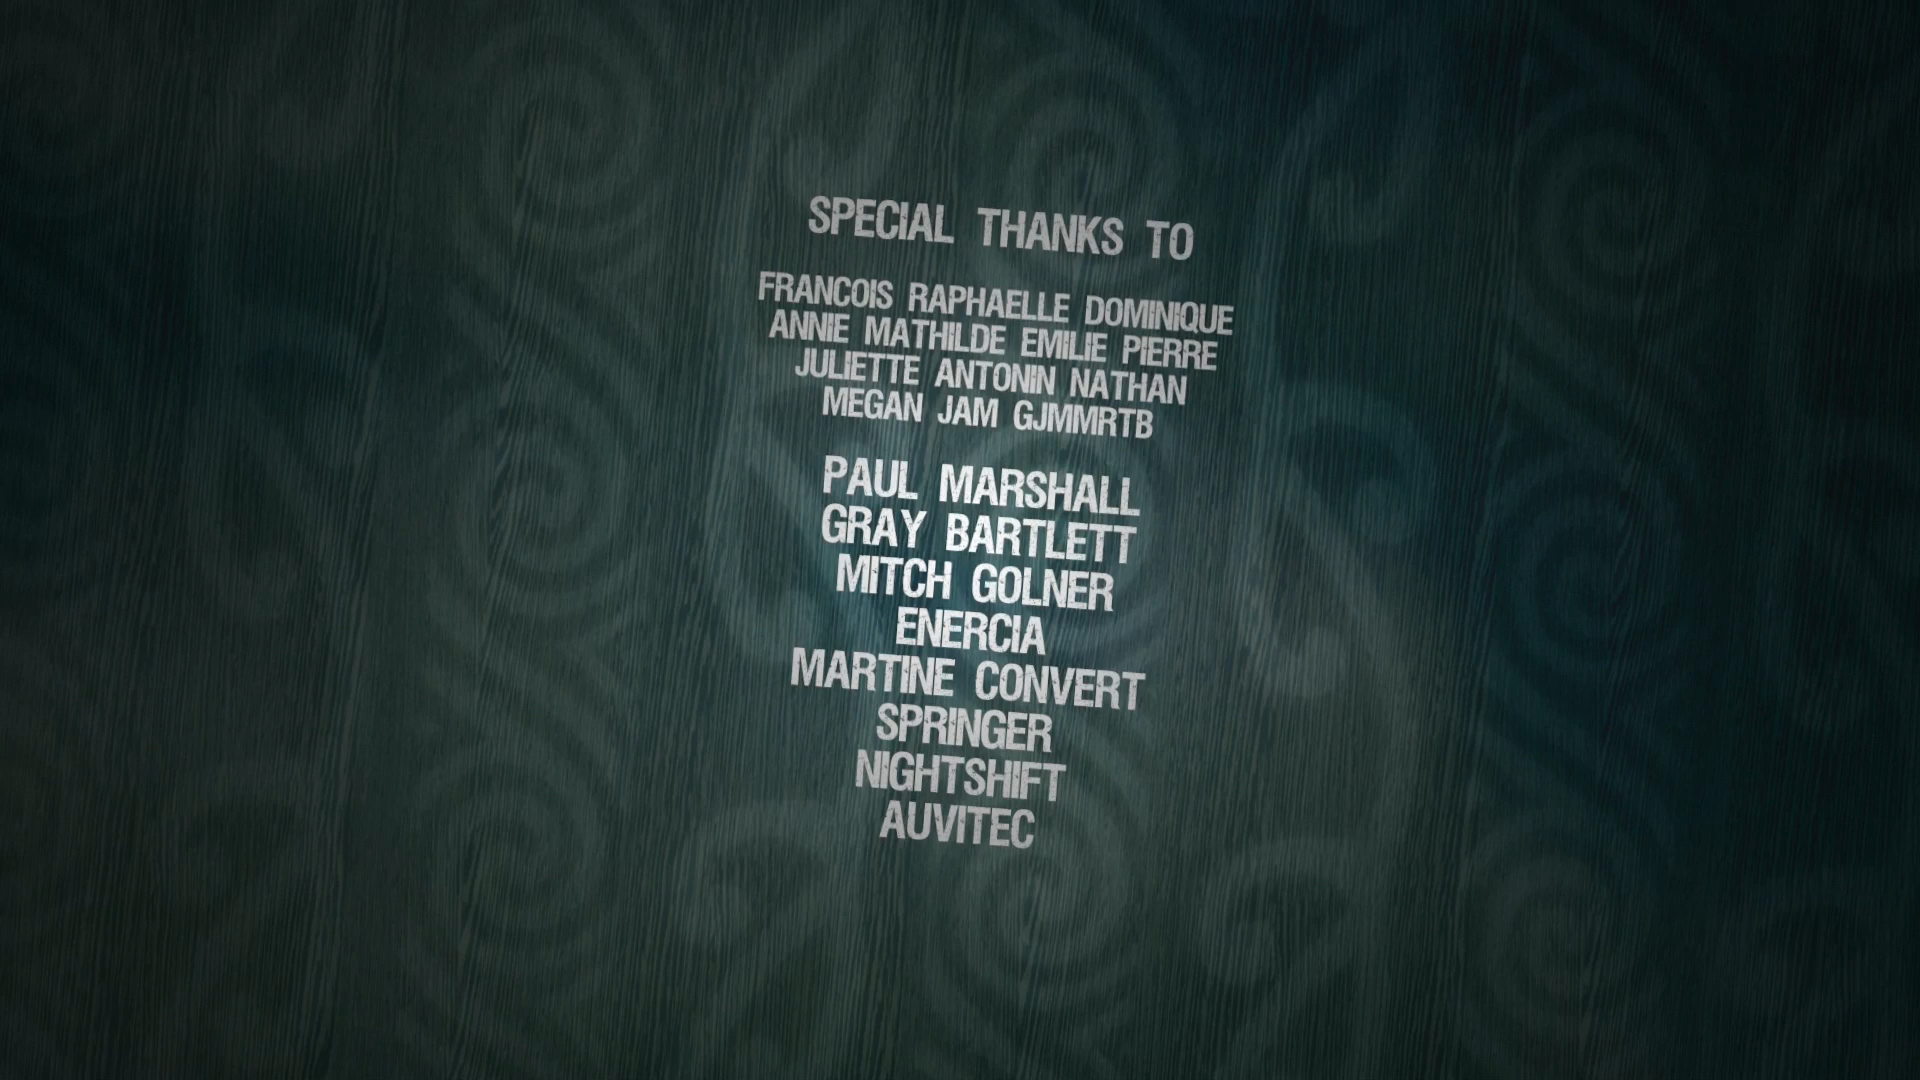 SPECIAL THANKS TO
FRANCOIS RAPHAELLE DOMINIQUE
ANNIE MATHILDE EMILIE PIERRE
JULIETTE ANTONIN NATHAN
MEGAN JAM GJMMRTB
PAUL MARSHALL
GRAY BARTLETT
MITCH GOLNER
ENERCIA
MARTINE CONVERT
SPRINGER
NIGHTSHIFT
AUVITEC